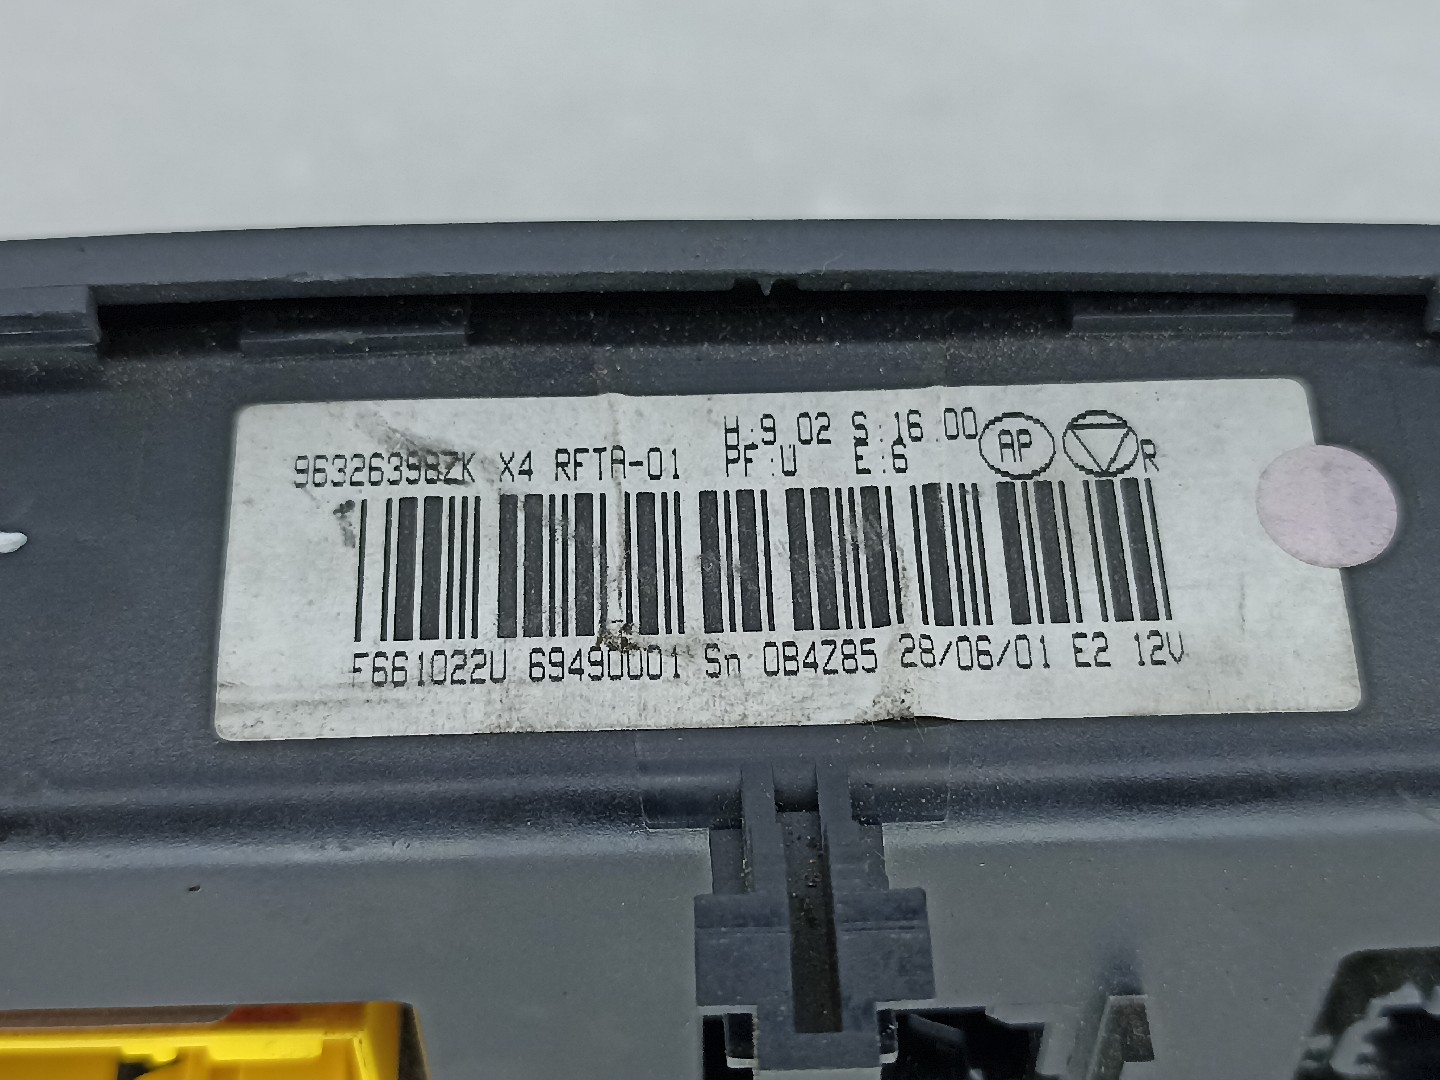 H:9.02 S:16.00 AP
96326398ZK X4 RFTA-01 PF:U E:6 R
F661022U 69490001 Sn 0B4Z85 28/06/01 E2 12V